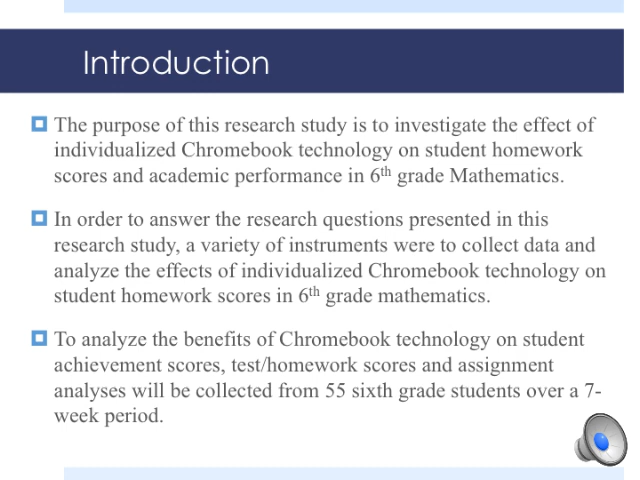 Introduction
The purpose of this research study is to investigate the effect of
individualized Chromebook technology on student homework
scores and academic performance in 6th grade Mathematics.
In order to answer the research questions presented in this
research study, a variety of instruments were to collect data and
analyze the effects of individualized Chromebook technology on
student homework scores in 6th grade mathematics.
To analyze the benefits of Chromebook technology on student
achievement scores, test/homework scores and assignment
analyses will be collected from 55 sixth grade students over a 7-
week period.